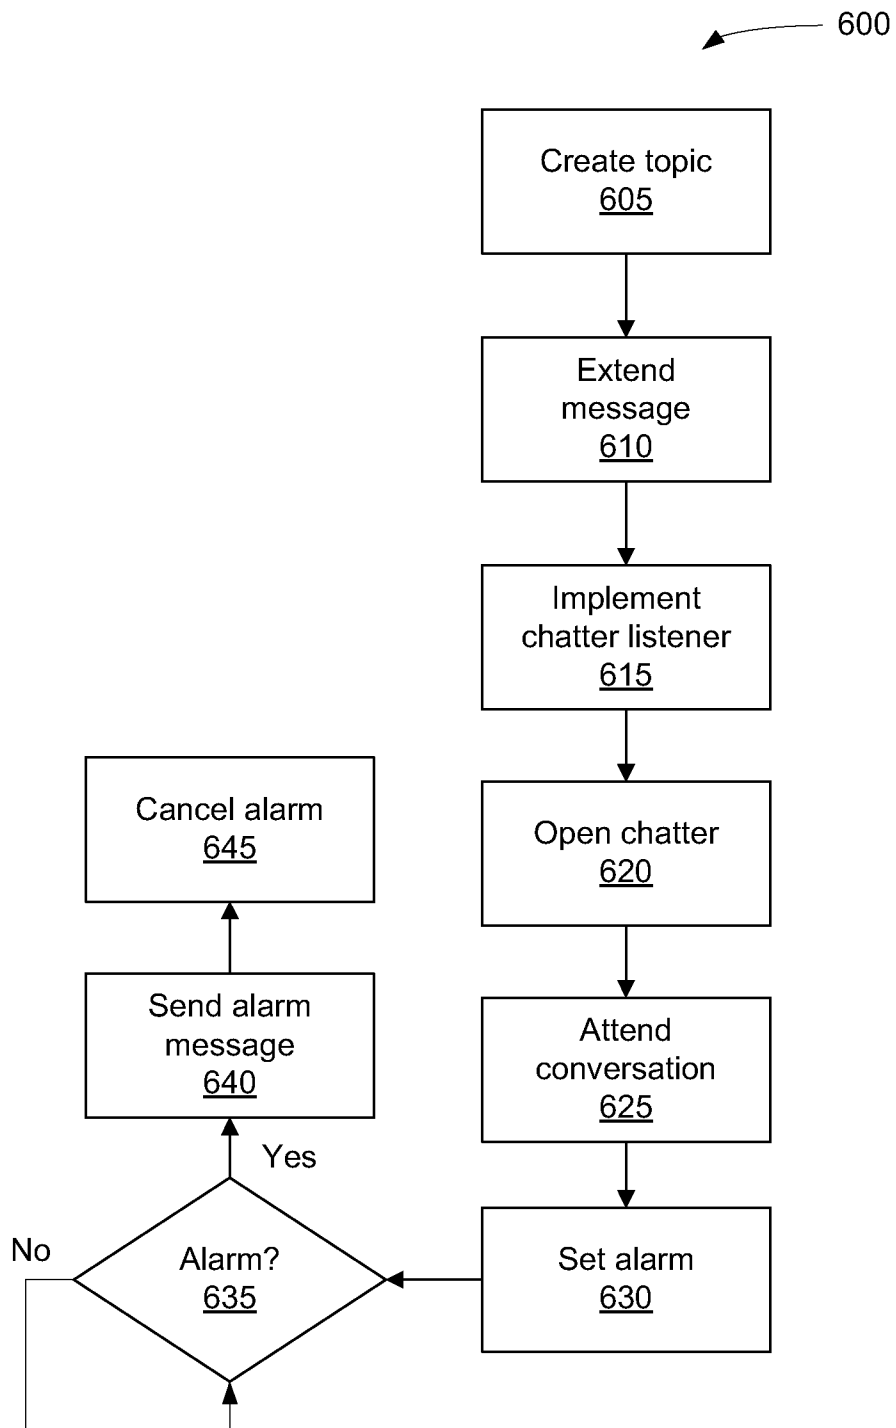 600
Create topic
605
Extend
message
610
Implement
chatter listener
615
Open chatter
620
Attend
conversation
625
Set alarm
630
Alarm?
635
No
Yes
Send alarm
message
640
Cancel alarm
645